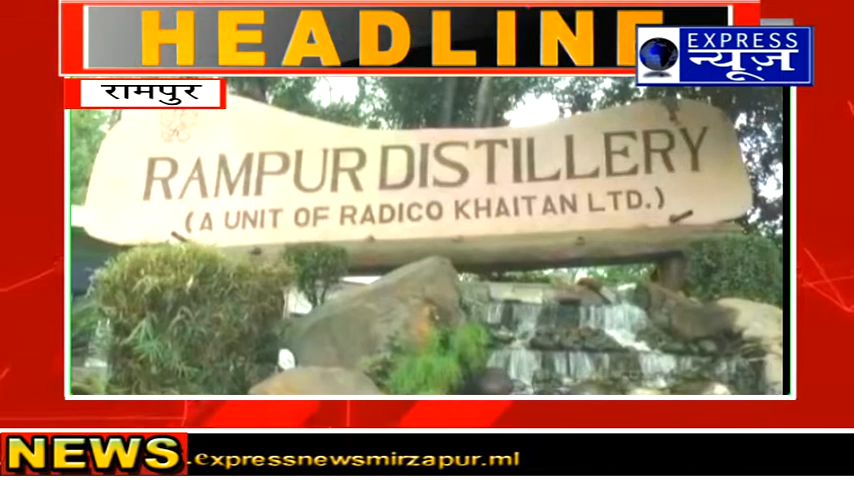 HEADLINE
EXPRESS
न्यूज़
रामपुर
RAMPUR DISTILLERY
(A UNIT OF RADICO KHAITAN LTD.)
NEWS expressnewsmirzapur.ml